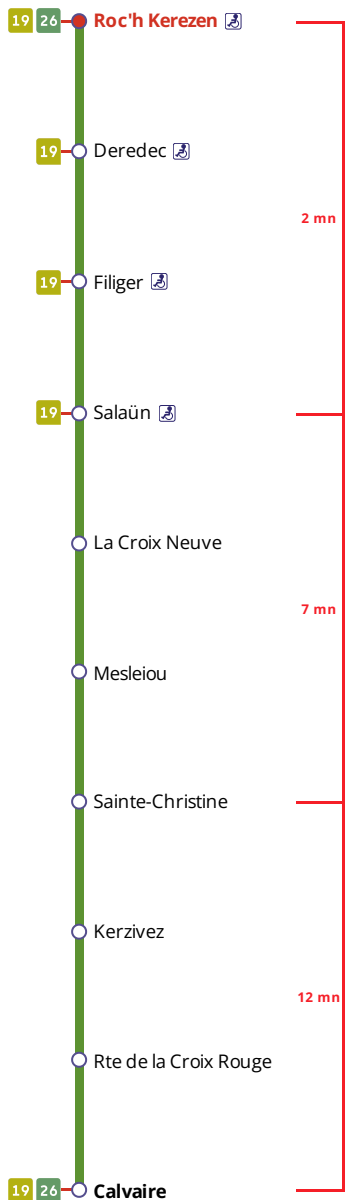 19 26 Roc'h Kerezen
19 Deredec
2 mn
19 Filiger
19 Salaün
La Croix Neuve
7 mn
Mesleiou
Sainte-Christine
Kerzivez
12 mn
Rte de la Croix Rouge
19 26 Calvaire